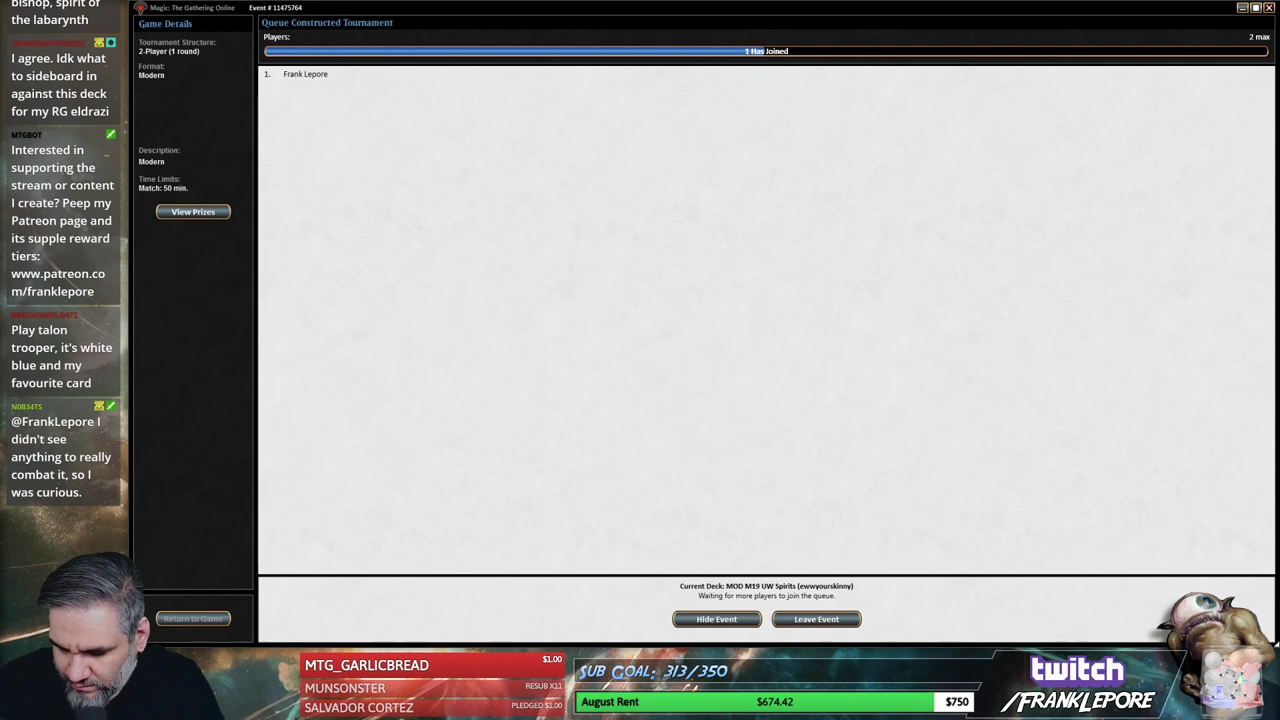 bishop, spirit of
the labarynth
I agree. Idk what
to sideboard in
against this deck
for my RG eldrazi
MTGBOT
Interested in
supporting the
stream or content
I create? Peep my
Patreon page and
its supple reward
tiers:
www.patreon.co
m/franklepore
Play talon
trooper, it's white
blue and my
favourite card
N0B34TS
@FrankLepore I
didn't see
anything to really
combat it, so I
was curious.
Magic: The Gathering Online Event # 11475764
Game Details
Tournament Structure:
2-Player (1 round)
Format:
Modern
Description:
Modern
Time Limits:
Match: 50 min.
View Prizes
Return to Game
Queue Constructed Tournament
Players: 2 max
1 Has Joined
1. Frank Lepore
Current Deck: MOD M19 UW Spirits (ewwyourskinny)
Waiting for more players to join the queue.
Hide Event Leave Event
MTG_GARLICBREAD $1.00
MUNSONSTER RESUB X11
SALVADOR CORTEZ PLEDGED $1.00
SUB GOAL: 313/350
August Rent $674.42 $750
twitch
/FRANKLEPORE